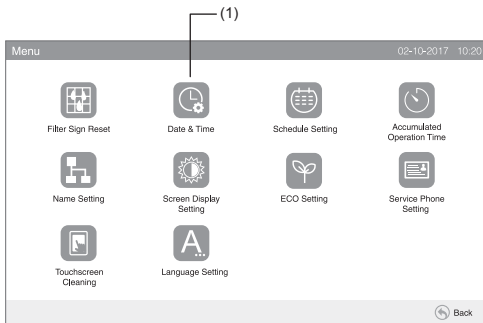 (1)
Menu 02-10-2017 10:20
Filter Sign Reset
Date & Time
Schedule Setting
Accumulated
Operation Time
Name Setting
Screen Display
Setting
ECO Setting
Service Phone
Setting
A...
Touchscreen
Cleaning
Language Setting
Back